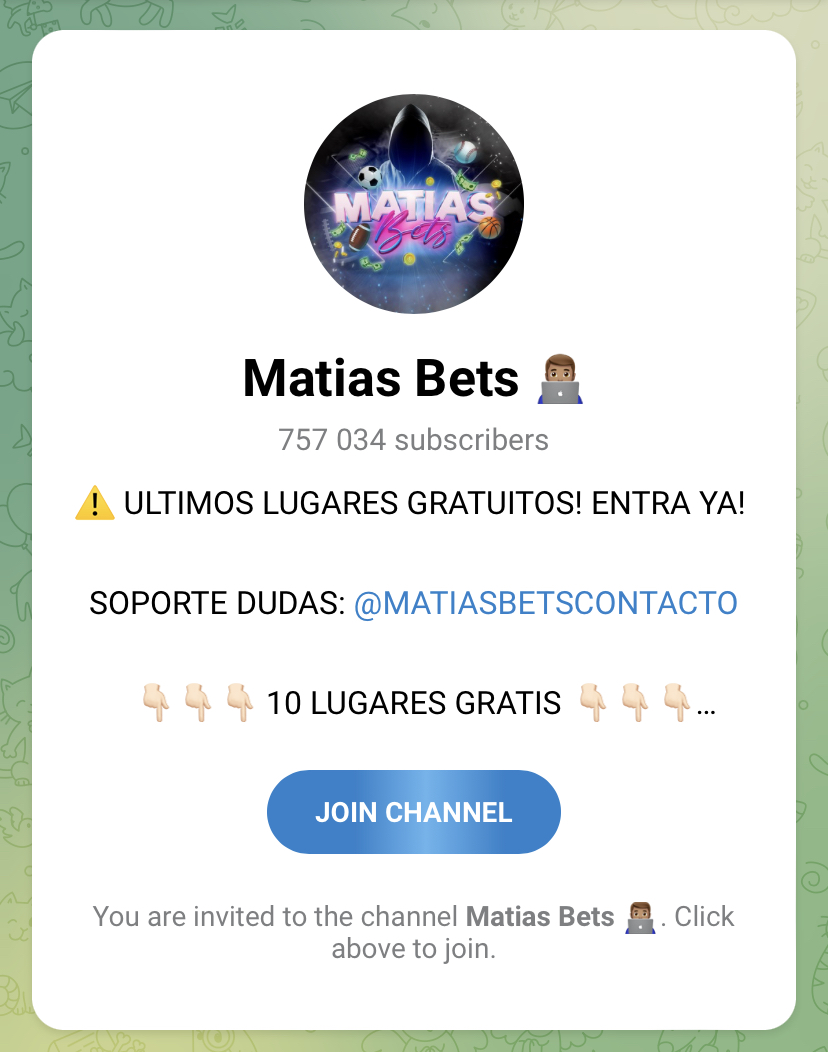 MATIAS
Bets
Matias Bets 👨🏽‍💻
757 034 subscribers
⚠️ ULTIMOS LUGARES GRATUITOS! ENTRA YA!
SOPORTE DUDAS: @MATIASBETSCONTACTO
👇🏻👇🏻👇🏻 10 LUGARES GRATIS 👇🏻👇🏻👇🏻...
JOIN CHANNEL
You are invited to the channel Matias Bets 👨🏽‍💻. Click
above to join.